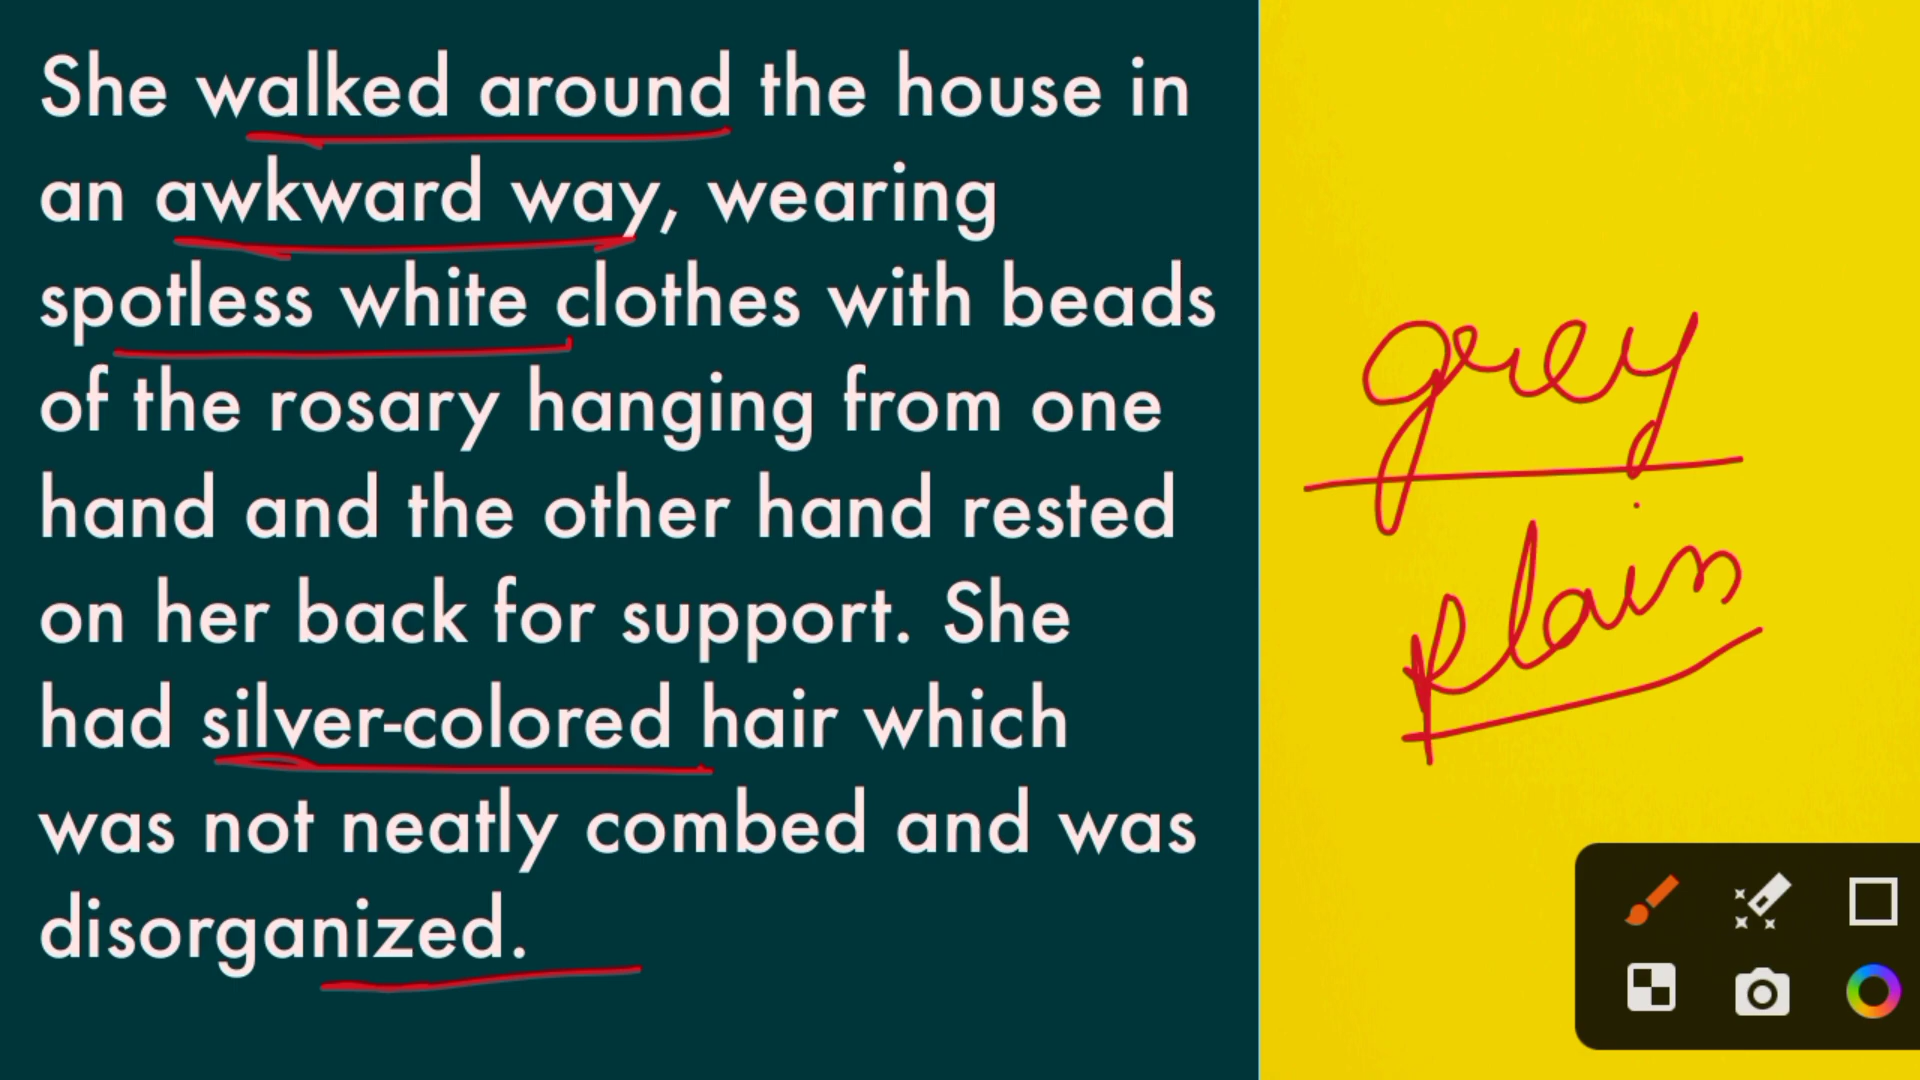 She walked around the house in
an awkward way, wearing
spotless white clothes with beads
of the rosary hanging from one
hand and the other hand rested
on her back for support. She
had silver-colored hair which
was not neatly combed and was
disorganized.
grey
plain